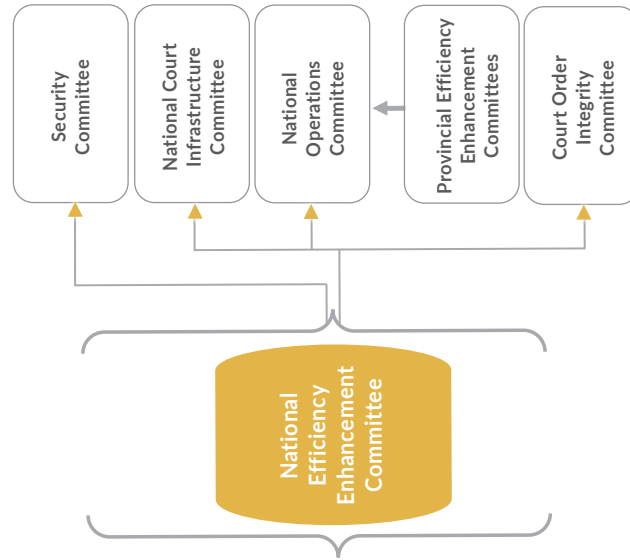 National
Efficiency
Enhancement
Committee
Security
Committee
National Court
Infrastructure
Committee
National
Operations
Committee
Provincial Efficiency
Enhancement
Committees
Court Order
Integrity
Committee